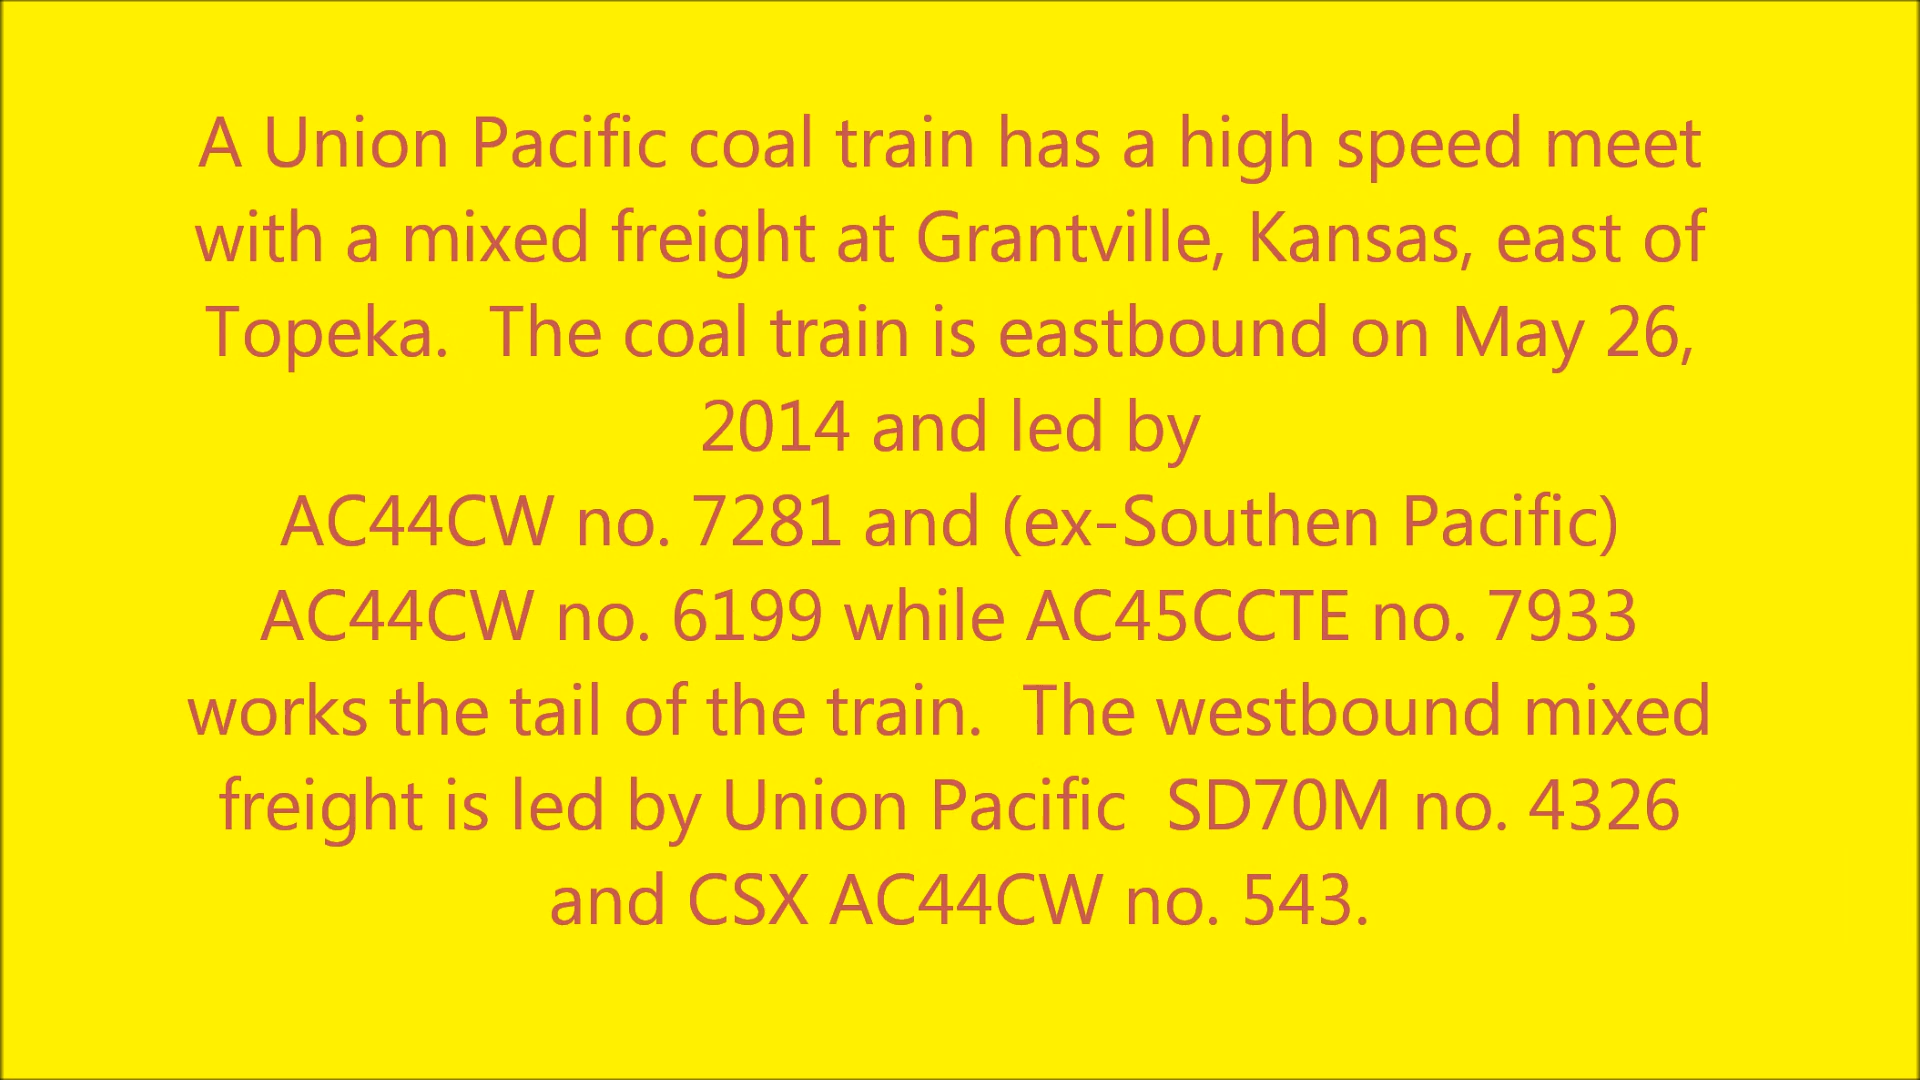 A Union Pacific coal train has a high speed meet
with a mixed freight at Grantville, Kansas, east of
Topeka.  The coal train is eastbound on May 26,
2014 and led by
AC44CW no. 7281 and (ex-Southen Pacific)
AC44CW no. 6199 while AC45CCTE no. 7933
works the tail of the train.  The westbound mixed
freight is led by Union Pacific  SD70M no. 4326
and CSX AC44CW no. 543.